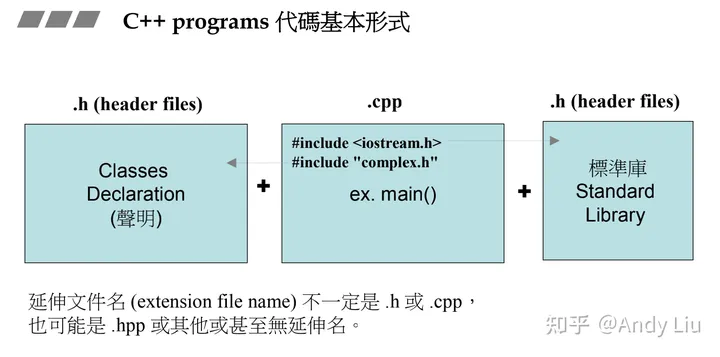 C++ programs 代碼基本形式
.h (header files)
.cpp
.h (header files)
Classes
Declaration
(聲明)
+
#include <iostream.h>
#include "complex.h"
ex. main()
+
標準庫
Standard
Library
延伸文件名 (extension file name) 不一定是 .h 或 .cpp，
也可能是 .hpp 或其他或甚至無延伸名。
知乎 @Andy Liu